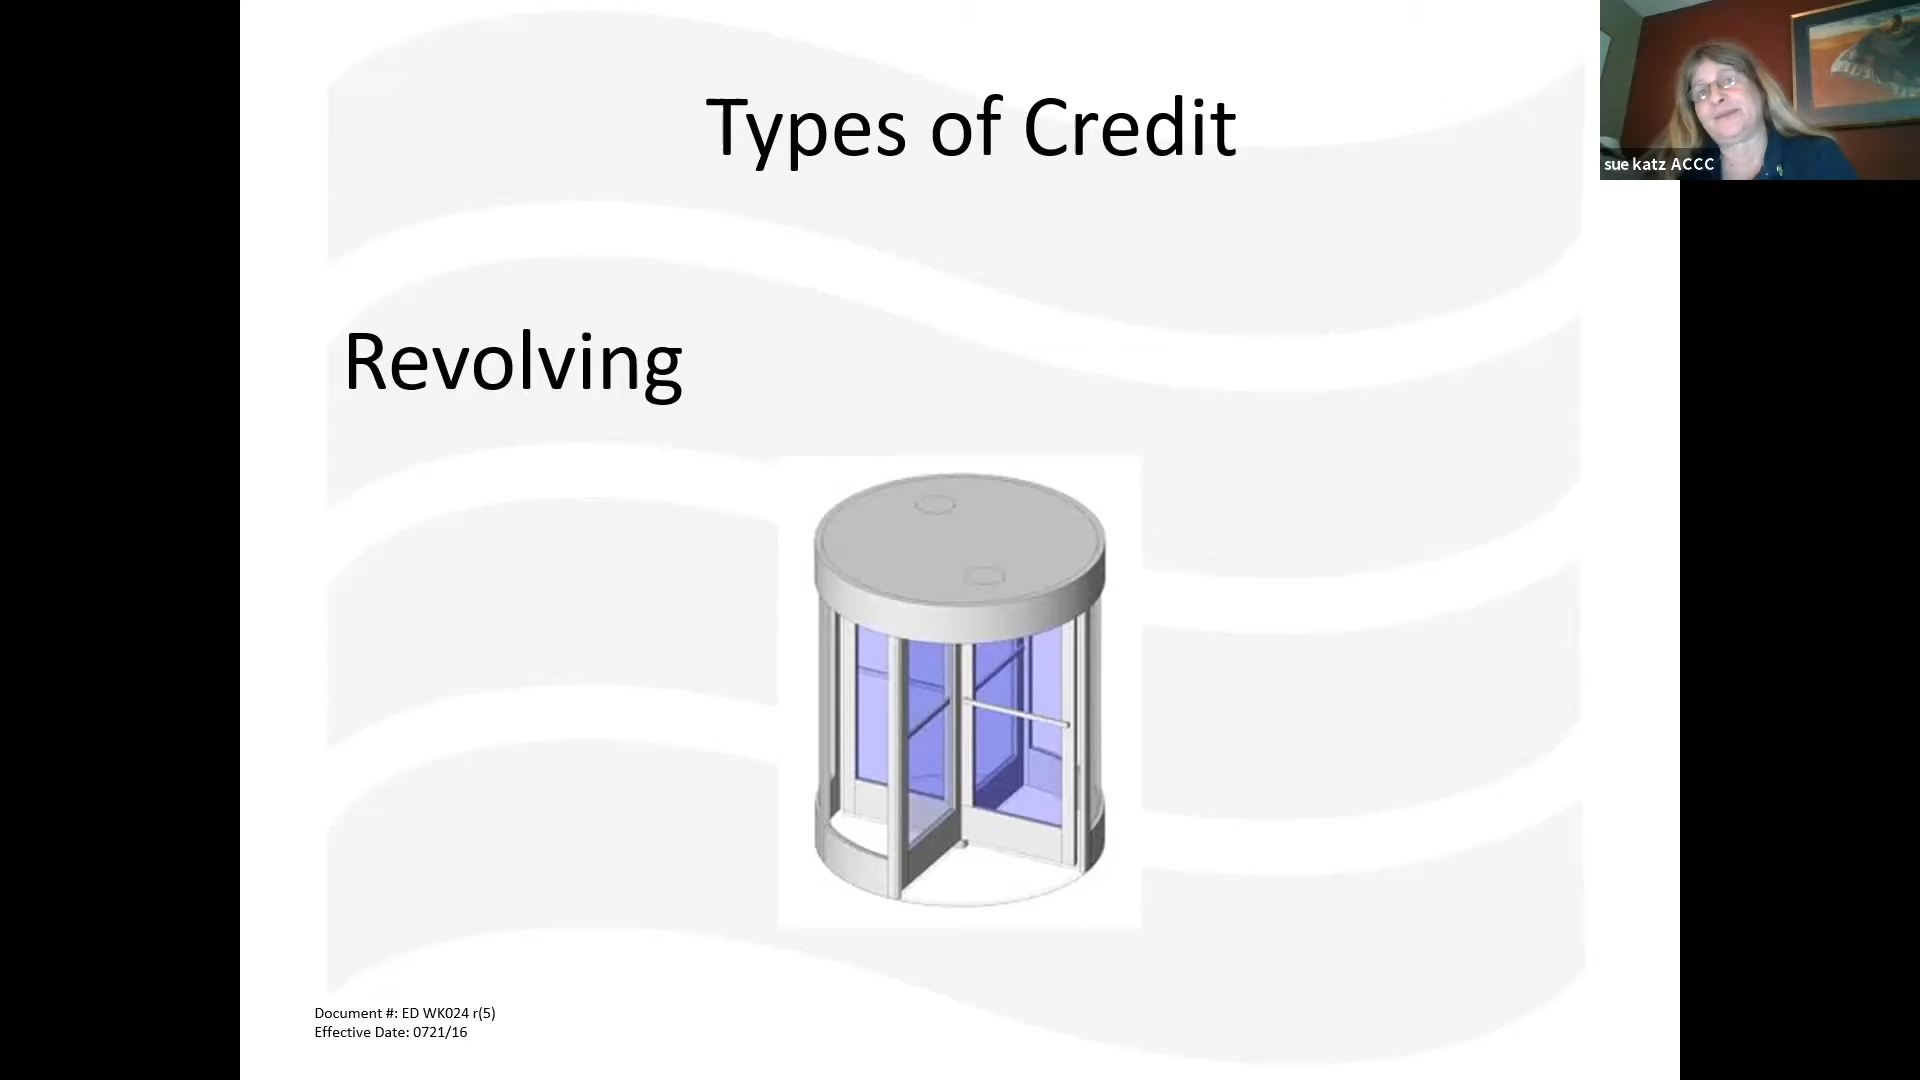 Types of Credit
sue katz ACCC
Revolving
Document #: ED WK024 r(5)
Effective Date: 0721/16